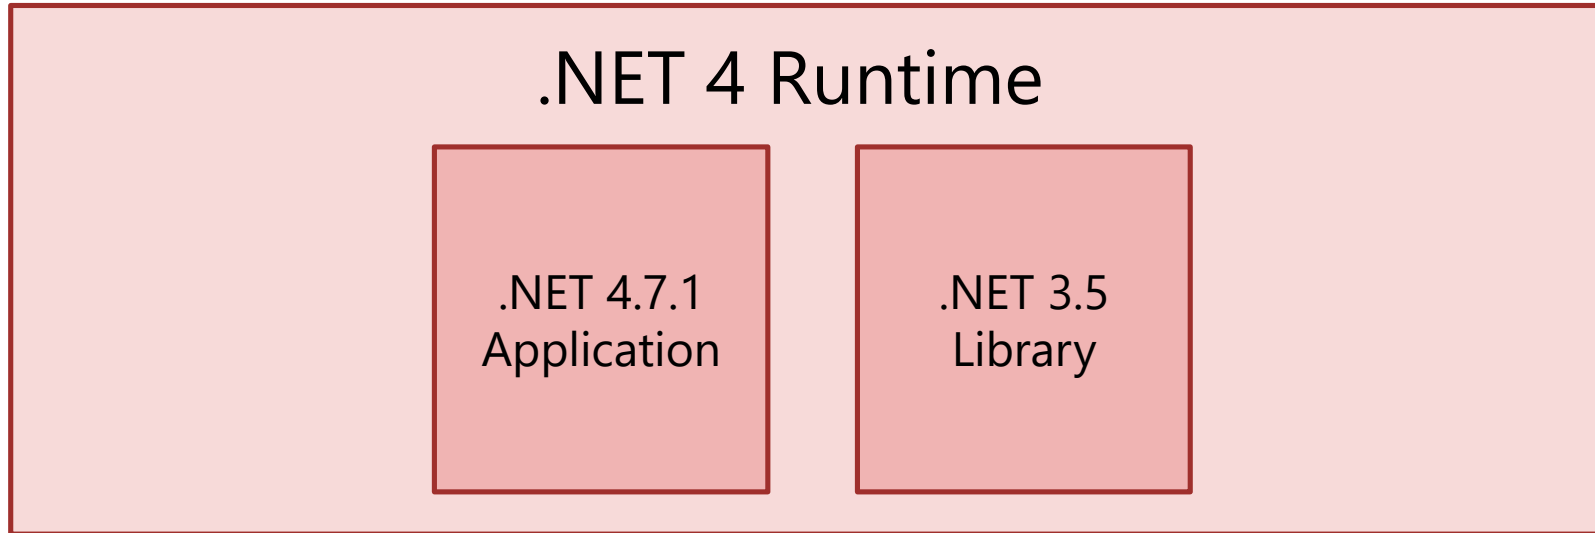 .NET 4 Runtime
.NET 4.7.1
Application
.NET 3.5
Library